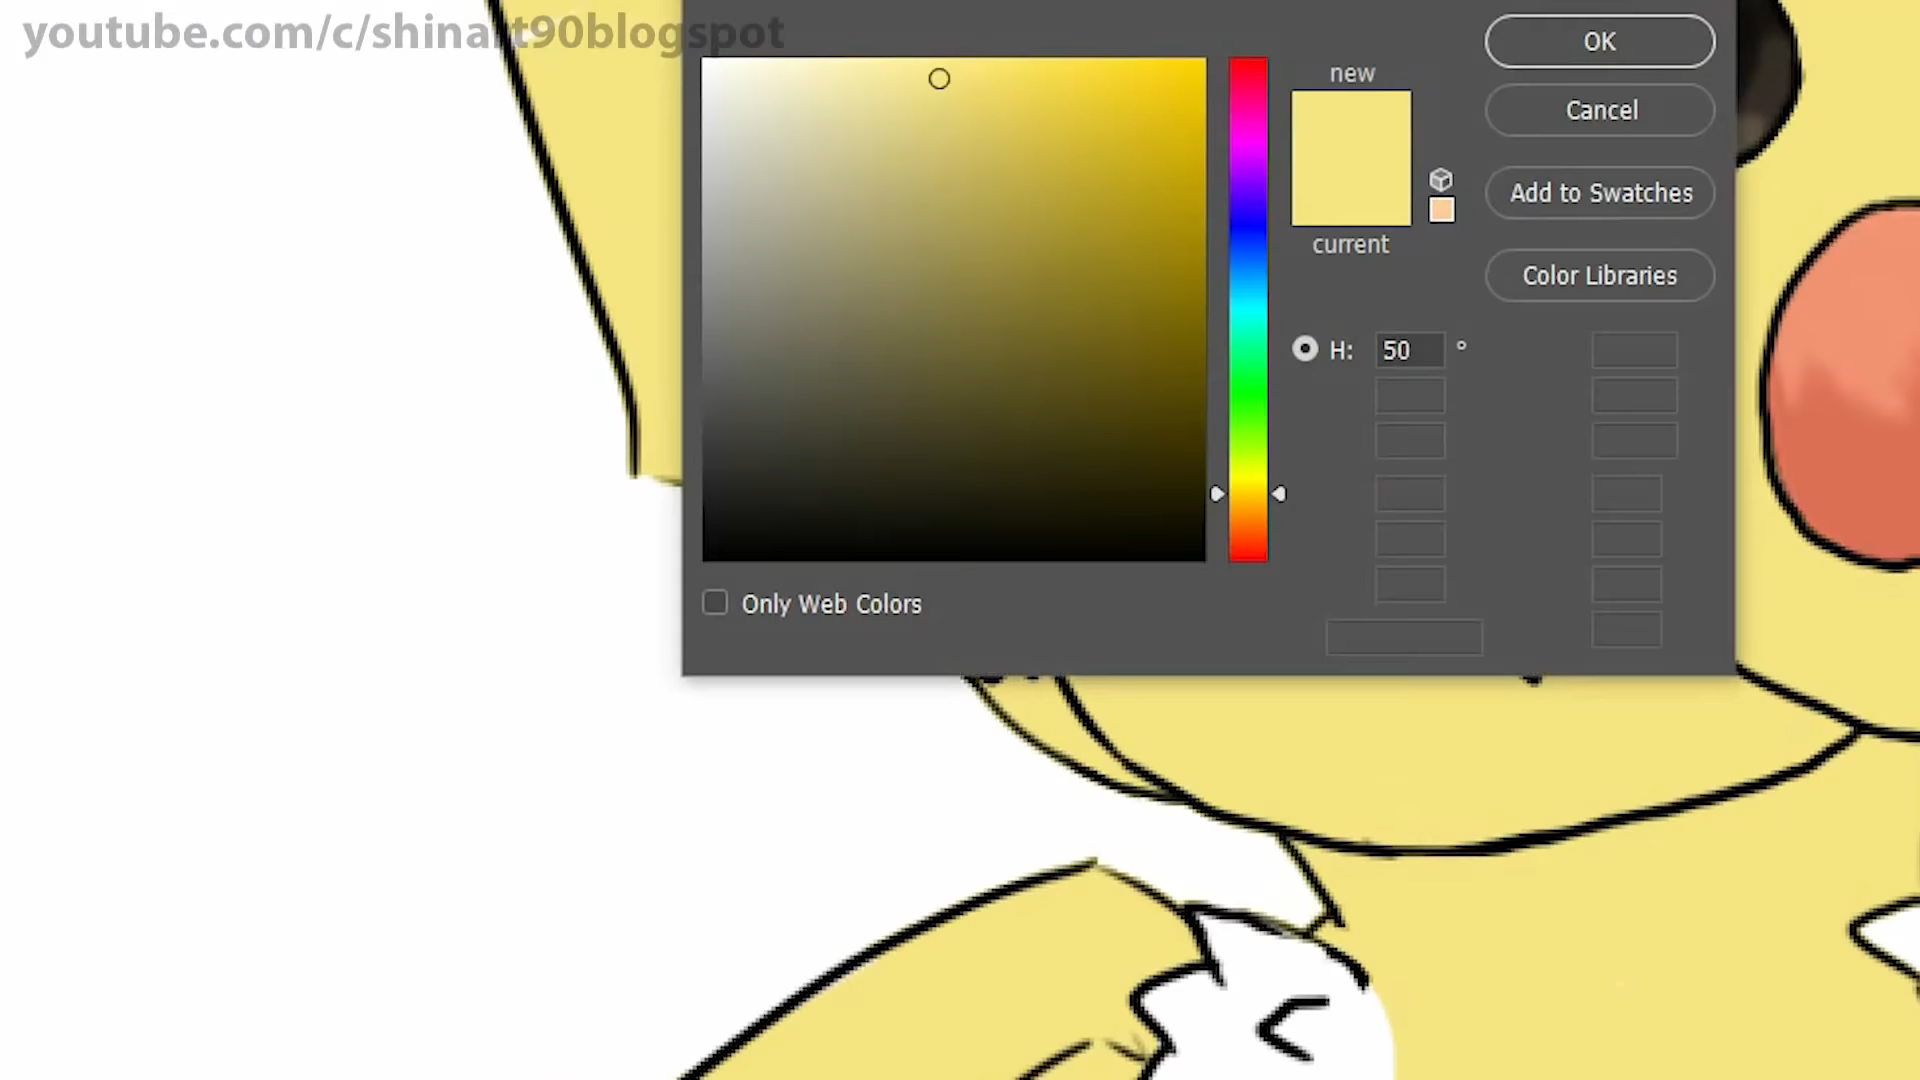 youtube.com/c/shinart90blogspot
OK
new
Cancel
Add to Swatches
current
Color Libraries
H: 50 °
Only Web Colors